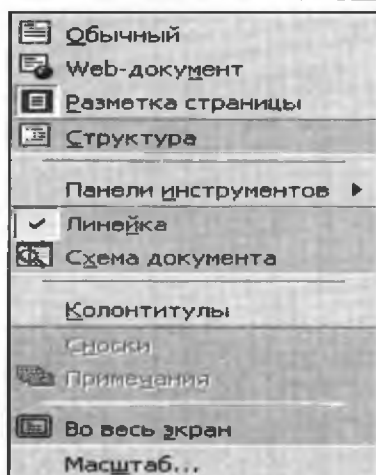 Обычный
Web-документ
Разметка страницы
Структура
Панели инструментов
Линейка
Схема документа
Колонтитулы
Сноски
Примечания
Во весь экран
Масштаб...